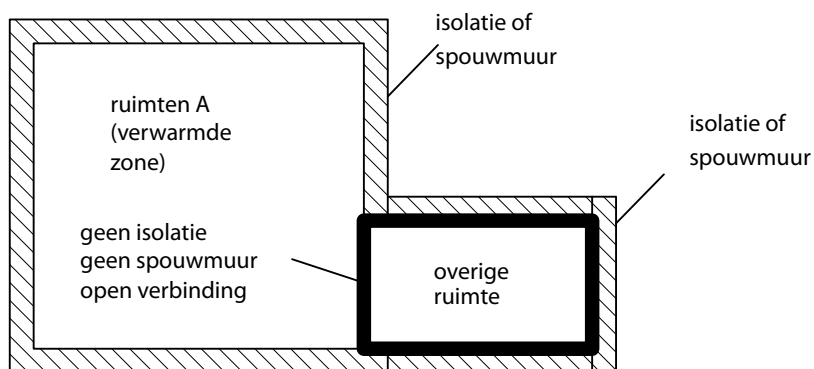 isolatie of
spouwmuur
ruimten A
(verwarmde
zone)
isolatie of
spouwmuur
geen isolatie
geen spouwmuur
open verbinding
overige
ruimte